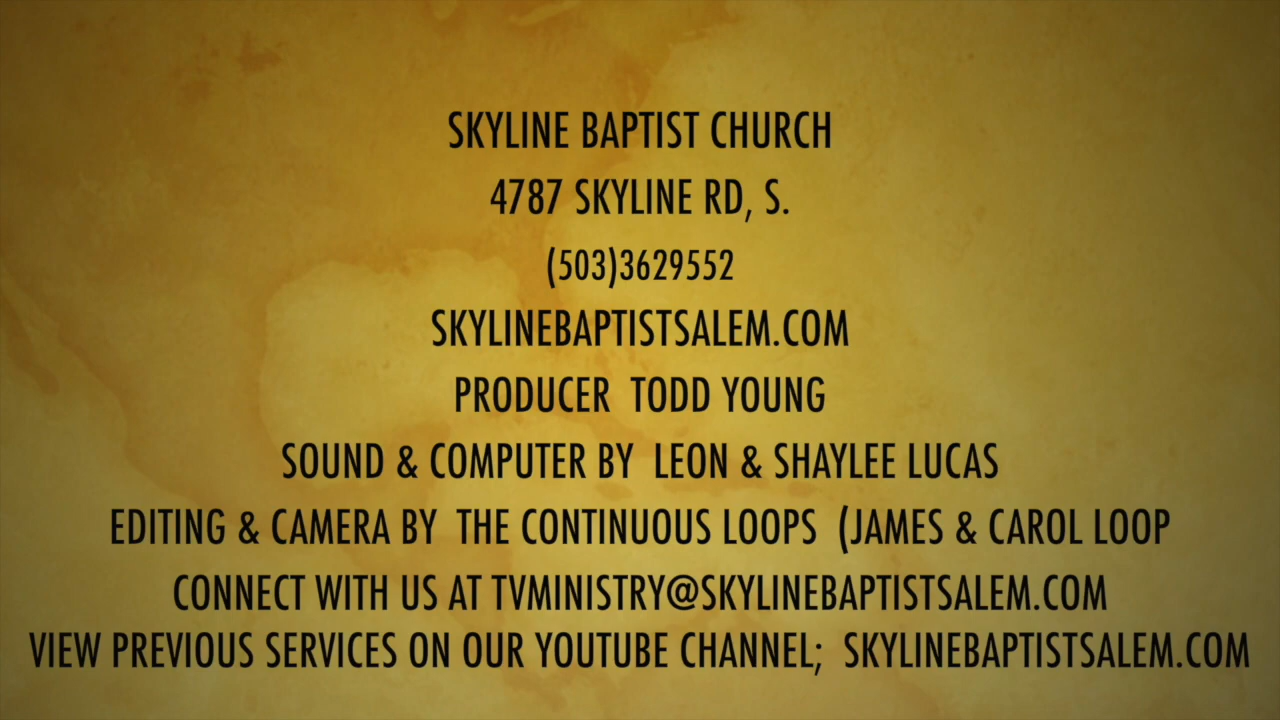 SKYLINE BAPTIST CHURCH
4787 SKYLINE RD, S.
(503)3629552
SKYLINEBAPTISTSALEM.COM
PRODUCER  TODD YOUNG
SOUND & COMPUTER BY  LEON & SHAYLEE LUCAS
EDITING & CAMERA BY  THE CONTINUOUS LOOPS  (JAMES & CAROL LOOP
CONNECT WITH US AT TVMINISTRY@SKYLINEBAPTISTSALEM.COM
VIEW PREVIOUS SERVICES ON OUR YOUTUBE CHANNEL;  SKYLINEBAPTISTSALEM.COM